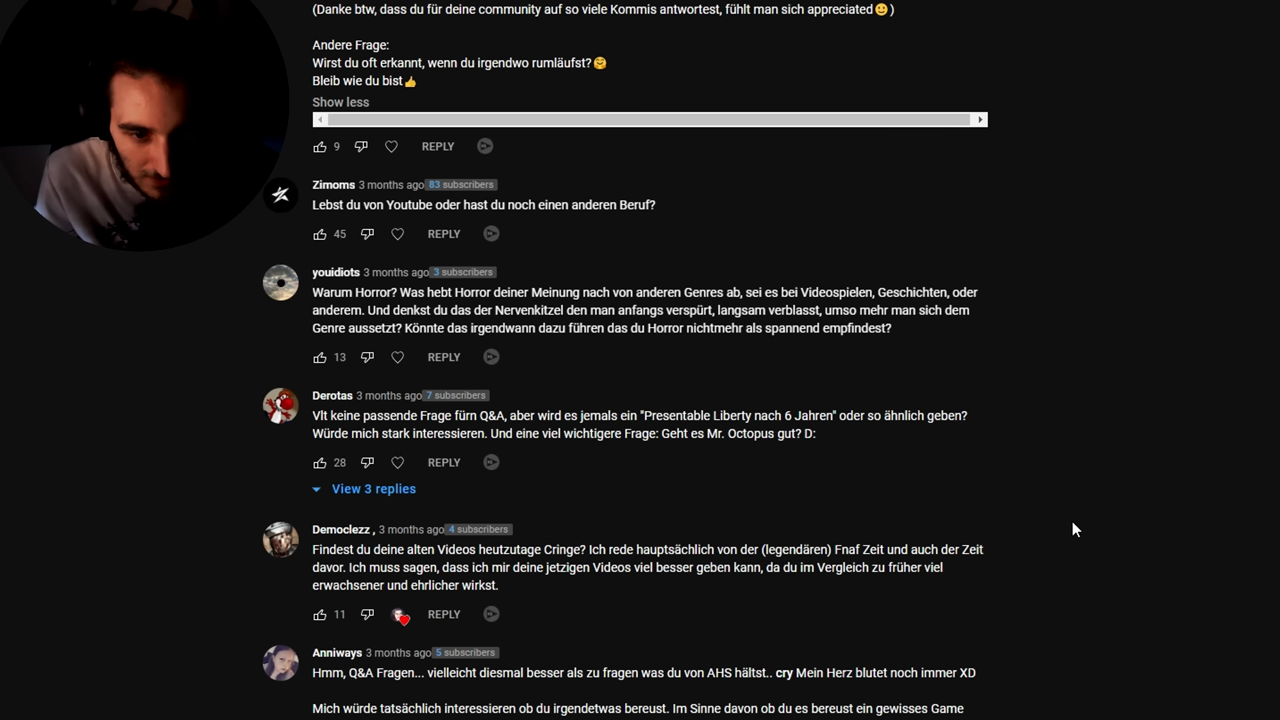 (Danke btw, dass du für deine community auf so viele Kommis antwortest, fühlt man sich appreciated😃)
Andere Frage:
Wirst du oft erkannt, wenn du irgendwo rumläufst?🤗
Bleib wie du bist👍
Show less
9 REPLY
Zimoms 3 months ago 83 subscribers
Lebst du von Youtube oder hast du noch einen anderen Beruf?
45 REPLY
youidiots 3 months ago 3 subscribers
Warum Horror? Was hebt Horror deiner Meinung nach von anderen Genres ab, sei es bei Videospielen, Geschichten, oder
anderem. Und denkst du das der Nervenkitzel den man anfangs verspürt, langsam verblasst, umso mehr man sich dem
Genre aussetzt? Könnte das irgendwann dazu führen das du Horror nichtmehr als spannend empfindest?
13 REPLY
Derotas 3 months ago 7 subscribers
Vlt keine passende Frage fürn Q&A, aber wird es jemals ein "Presentable Liberty nach 6 Jahren" oder so ähnlich geben?
Würde mich stark interessieren. Und eine viel wichtigere Frage: Geht es Mr. Octopus gut? D:
28 REPLY
View 3 replies
Democlezz , 3 months ago 4 subscribers
Findest du deine alten Videos heutzutage Cringe? Ich rede hauptsächlich von der (legendären) Fnaf Zeit und auch der Zeit
davor. Ich muss sagen, dass ich mir deine jetzigen Videos viel besser geben kann, da du im Vergleich zu früher viel
erwachsener und ehrlicher wirkst.
11 REPLY
Anniways 3 months ago 5 subscribers
Hmm, Q&A Fragen... vielleicht diesmal besser als zu fragen was du von AHS hältst.. cry Mein Herz blutet noch immer XD
Mich würde tatsächlich interessieren ob du irgendetwas bereust. Im Sinne davon ob du es bereust ein gewisses Game